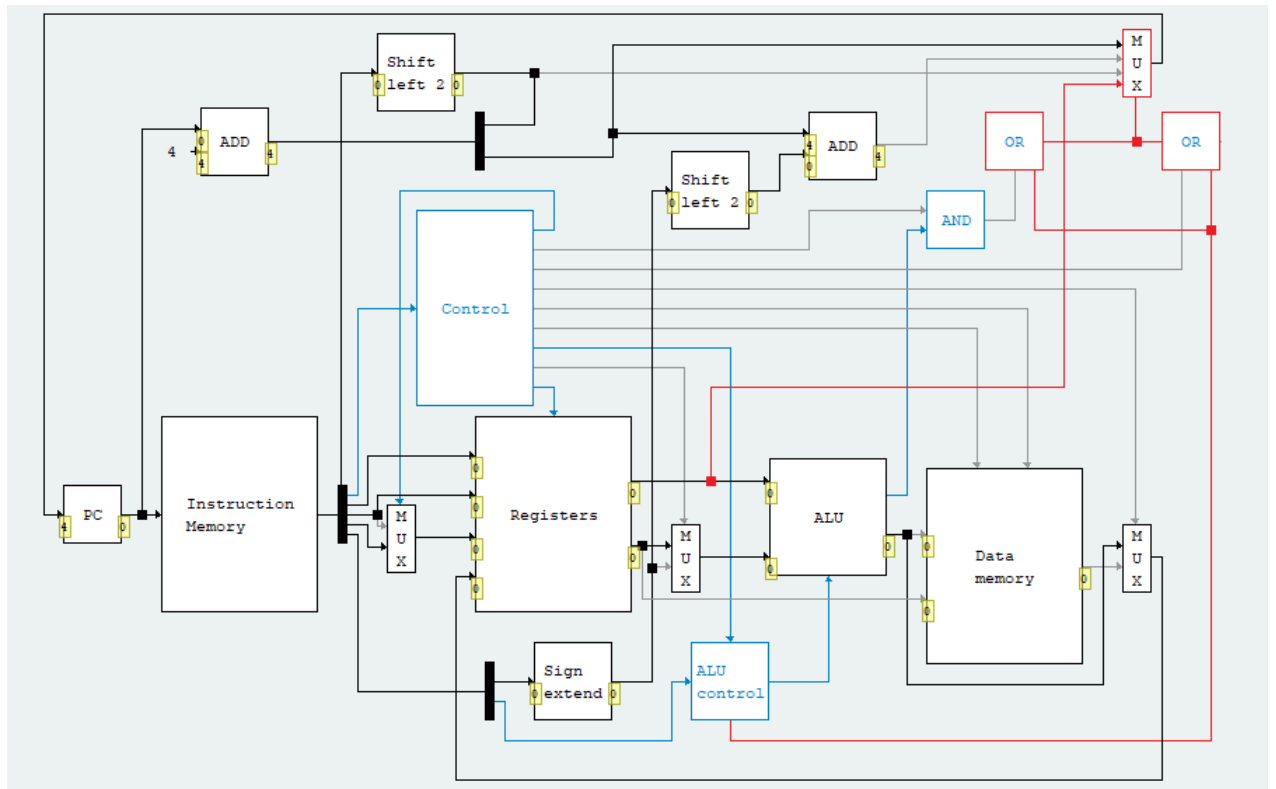 M
U
X
Shift
left 2
0
0
ADD
0
4
4
4
OR
OR
ADD
4
0
4
Shift
left 2
0
0
AND
Control
Instruction
Memory
PC
4
0
M
U
X
Registers
0
0
0
0
0
0
M
U
X
ALU
0
0
0
Data
memory
0
0
0
M
U
X
Sign
extend
0
0
ALU
control